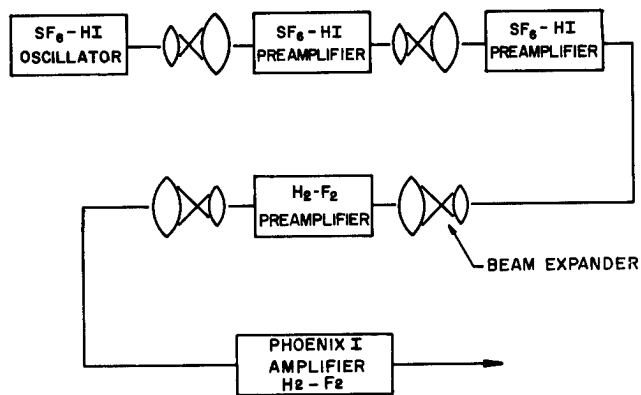 SF₆-HI
OSCILLATOR
SF₆-HI
PREAMPLIFIER
SF₆-HI
PREAMPLIFIER
H₂-F₂
PREAMPLIFIER
BEAM EXPANDER
PHOENIX I
AMPLIFIER
H2-F2